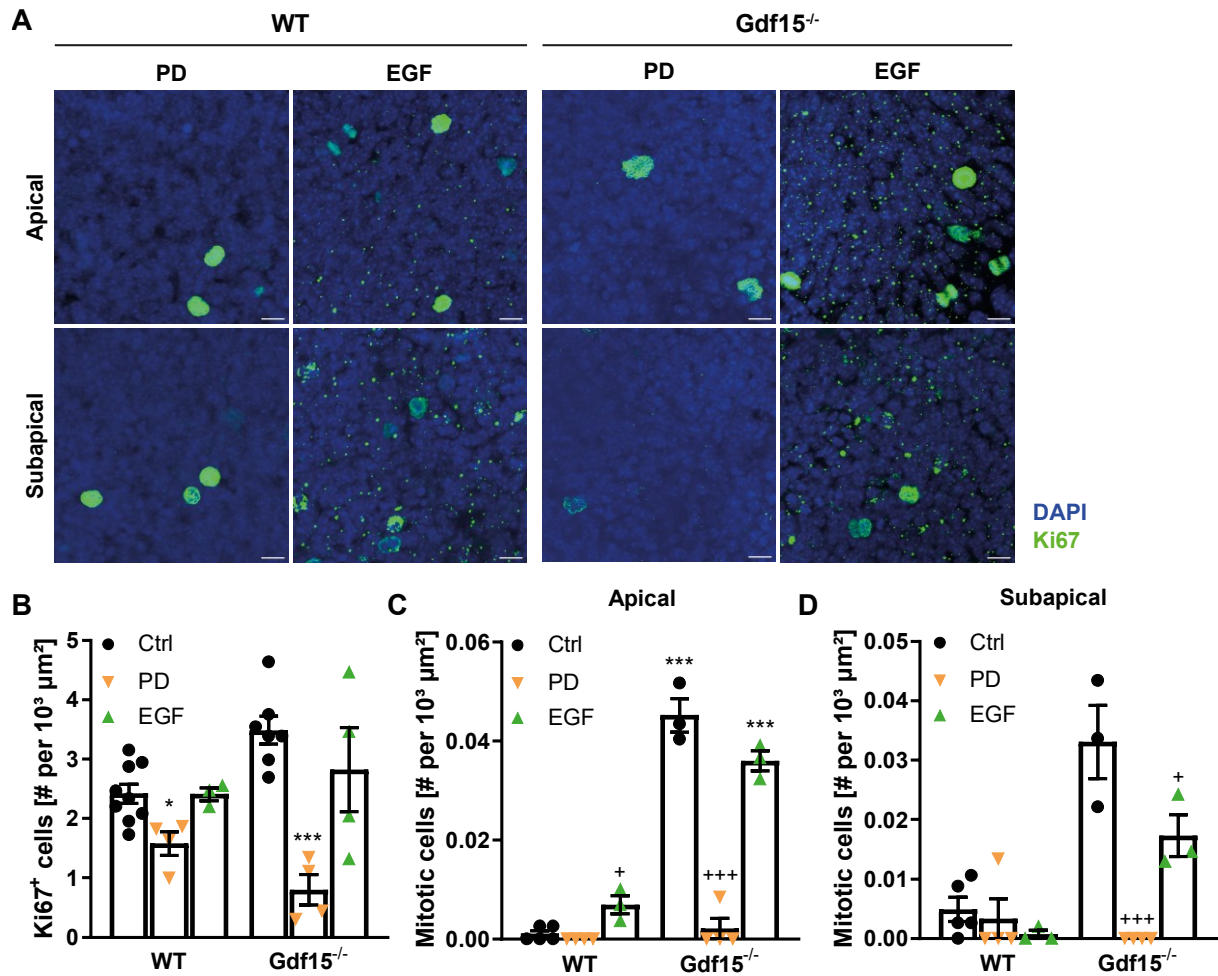 A
WT
Gdf15-/-
PD
EGF
PD
EGF
Apical
Subapical
DAPI
Ki67
B
Ki67+ cells [# per 10³ µm²]
5
4
3
2
1
0
Ctrl
PD
EGF
*
***
WT
Gdf15-/-
C
Apical
Mitotic cells [# per 10³ µm²]
0.06
0.04
0.02
0.00
Ctrl
PD
EGF
+
***
+++
***
WT
Gdf15-/-
D
Subapical
Mitotic cells [# per 10³ µm²]
0.05
0.04
0.03
0.02
0.01
0.00
Ctrl
PD
EGF
+++
+
WT
Gdf15-/-